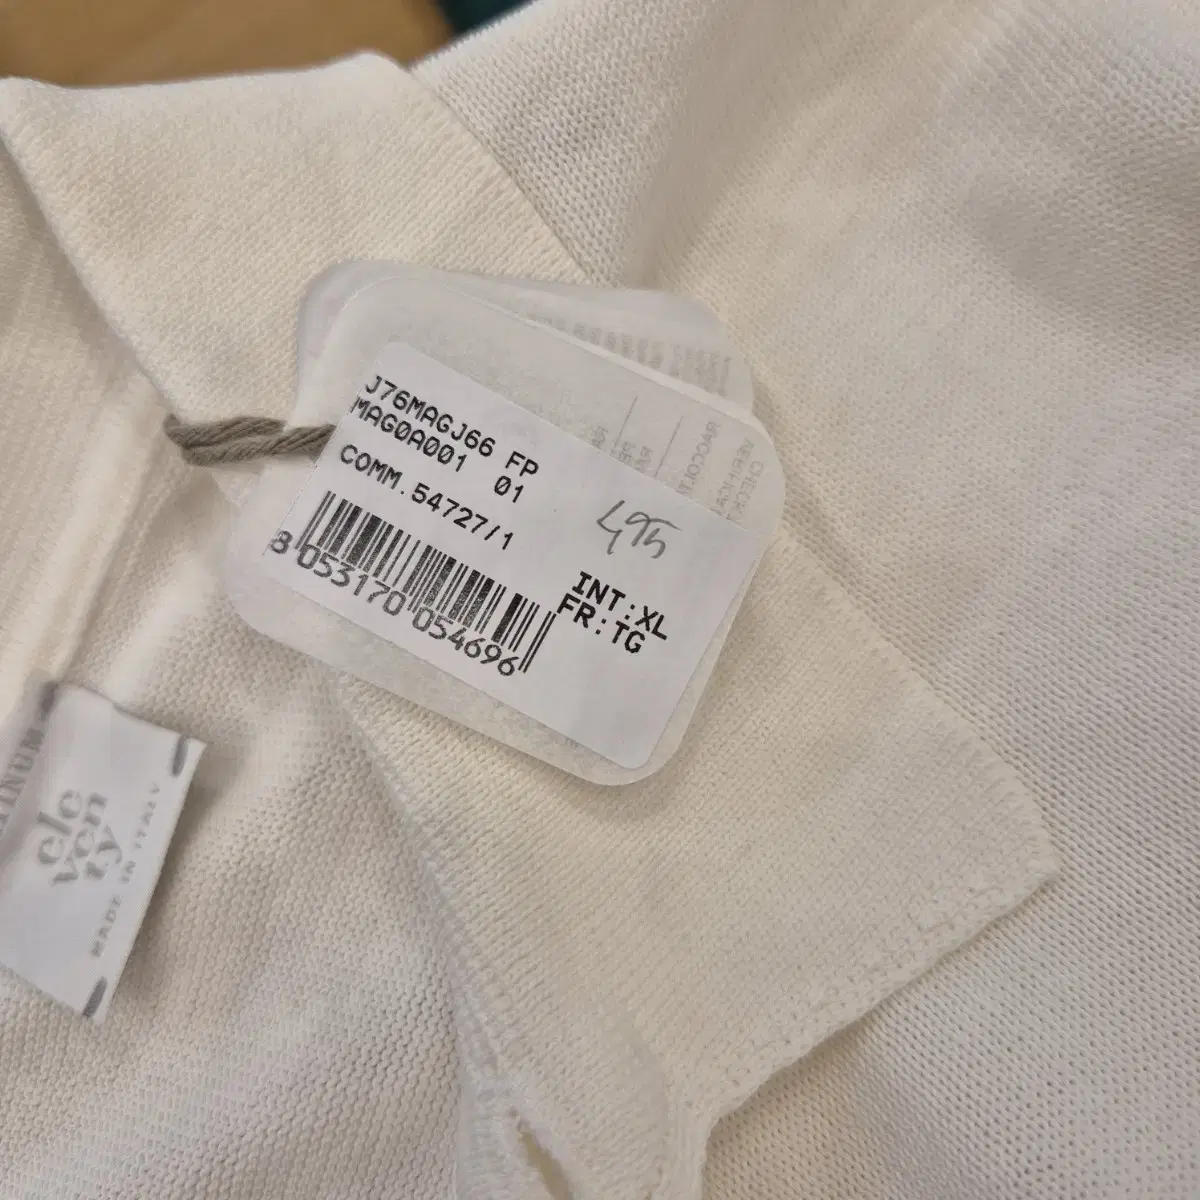 J76MAGJ66 FP
MAG0A001 01
COMM.54727/1
495
8 053170 054696
INT:XL
FR:TG
ele
ven
ty
MADE IN ITALY